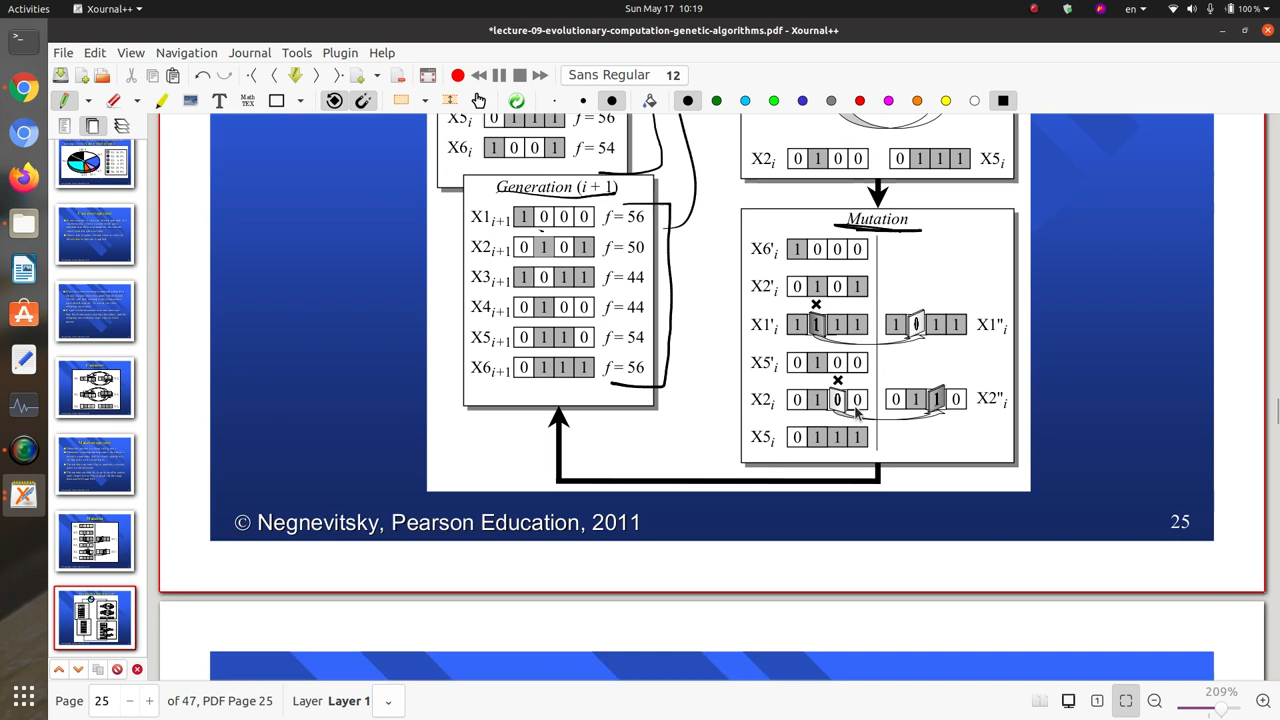 Activities Xournal++ Sun May 17 10:19 en 100 %
*lecture-09-evolutionary-computation-genetic-algorithms.pdf - Xournal++
File Edit View Navigation Journal Tools Plugin Help
Sans Regular 12
X5i 0 1 1 1 f = 56
X6i 1 0 0 1 f = 54
X2i 0 1 0 0 0 1 1 1 X5i
Generation (i + 1)
X1i+1 1 0 0 0 f = 56
X2i+1 0 1 0 1 f = 50
X3i+1 1 0 1 1 f = 44
X4i+1 0 1 0 0 f = 44
X5i+1 0 1 1 0 f = 54
X6i+1 0 1 1 1 f = 56
Mutation
X6'i 1 0 0 0
X2'i 0 1 0 1
X1'i 1 1 1 1 1 0 1 1 X1"i
X5'i 0 1 0 0
X2i 0 1 0 0 0 1 1 0 X2"i
X5i 0 1 1 1
© Negnevitsky, Pearson Education, 2011
25
Page 25 of 47, PDF Page 25 Layer Layer 1 209%